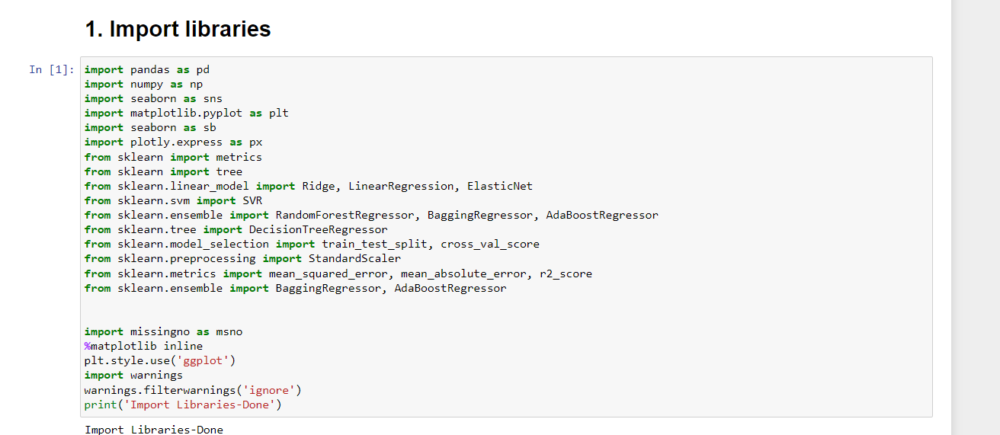 1. Import libraries
In [1]:
import pandas as pd
import numpy as np
import seaborn as sns
import matplotlib.pyplot as plt
import seaborn as sb
import plotly.express as px
from sklearn import metrics
from sklearn import tree
from sklearn.linear_model import Ridge, LinearRegression, ElasticNet
from sklearn.svm import SVR
from sklearn.ensemble import RandomForestRegressor, BaggingRegressor, AdaBoostRegressor
from sklearn.tree import DecisionTreeRegressor
from sklearn.model_selection import train_test_split, cross_val_score
from sklearn.preprocessing import StandardScaler
from sklearn.metrics import mean_squared_error, mean_absolute_error, r2_score
from sklearn.ensemble import BaggingRegressor, AdaBoostRegressor
import missingno as msno
%matplotlib inline
plt.style.use('ggplot')
import warnings
warnings.filterwarnings('ignore')
print('Import Libraries-Done')
Import Libraries-Done